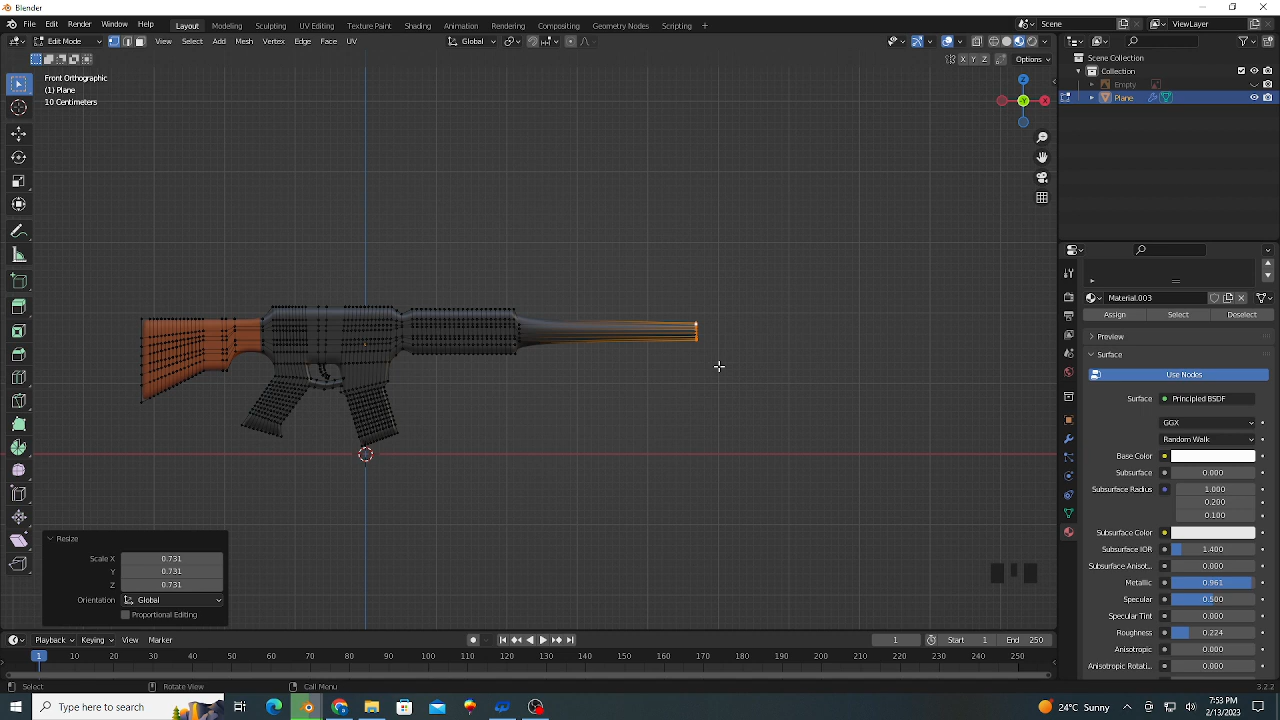 Blender
File Edit Render Window Help Layout Modeling Sculpting UV Editing Texture Paint Shading Animation Rendering Compositing Geometry Nodes Scripting + Scene ViewLayer
Edit Mode View Select Add Mesh Vertex Edge Face UV Global
X Y Z Options
Front Orthographic
(1) Plane
10 Centimeters
Z
Y
X
Scene Collection
Collection
Empty
Plane
Material.003
Assign Select Deselect
Preview
Surface
Use Nodes
Surface Principled BSDF
GGX
Random Walk
Base Color
Subsurface 0.000
Subsurface Radius 1.000
0.200
0.100
Subsurface Color
Subsurface IOR 1.400
Subsurface Anisot... 0.000
Metallic 0.961
Specular 0.500
Specular Tint 0.000
Roughness 0.224
Anisotropic 0.000
Anisotropic Rotati... 0.000
Resize
Scale X 0.731
Y 0.731
Z 0.731
Orientation Global
Proportional Editing
Playback Keying View Marker 1 Start 1 End 250
1 10 20 30 40 50 60 70 80 90 100 110 120 130 140 150 160 170 180 190 200 210 220 230 240 250
Select Rotate View Call Menu 3.2.2
Type here to search 24°C Sunny 7:53 PM
2/13/2023